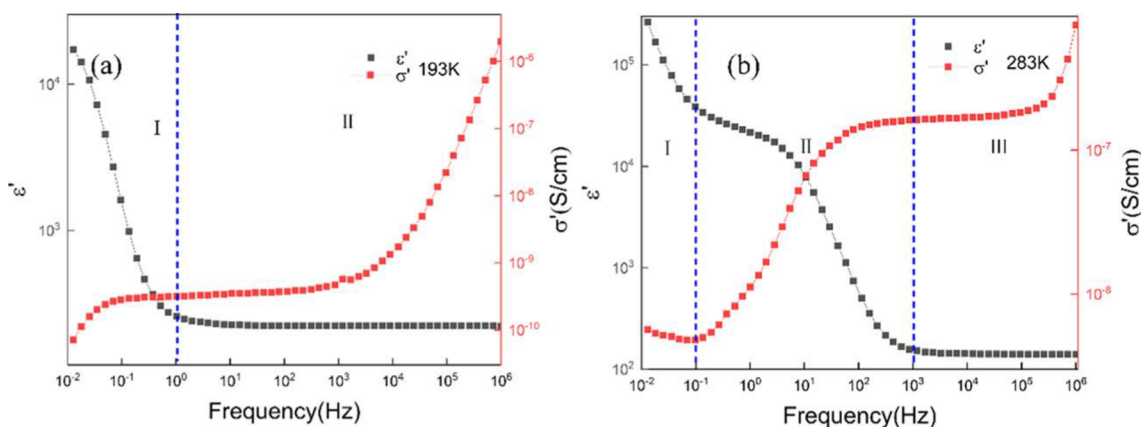 (a)
ε'
σ' 193K
I
II
10⁴
10³
ε'
10⁻⁶
10⁻⁷
10⁻⁸
10⁻⁹
10⁻¹⁰
σ'(S/cm)
10⁻² 10⁻¹ 10⁰ 10¹ 10² 10³ 10⁴ 10⁵ 10⁶
Frequency(Hz)
(b)
ε'
σ' 283K
I
II
III
10⁵
10⁴
10³
10²
ε'
10⁻⁷
10⁻⁸
σ'(S/cm)
10⁻² 10⁻¹ 10⁰ 10¹ 10² 10³ 10⁴ 10⁵ 10⁶
Frequency(Hz)